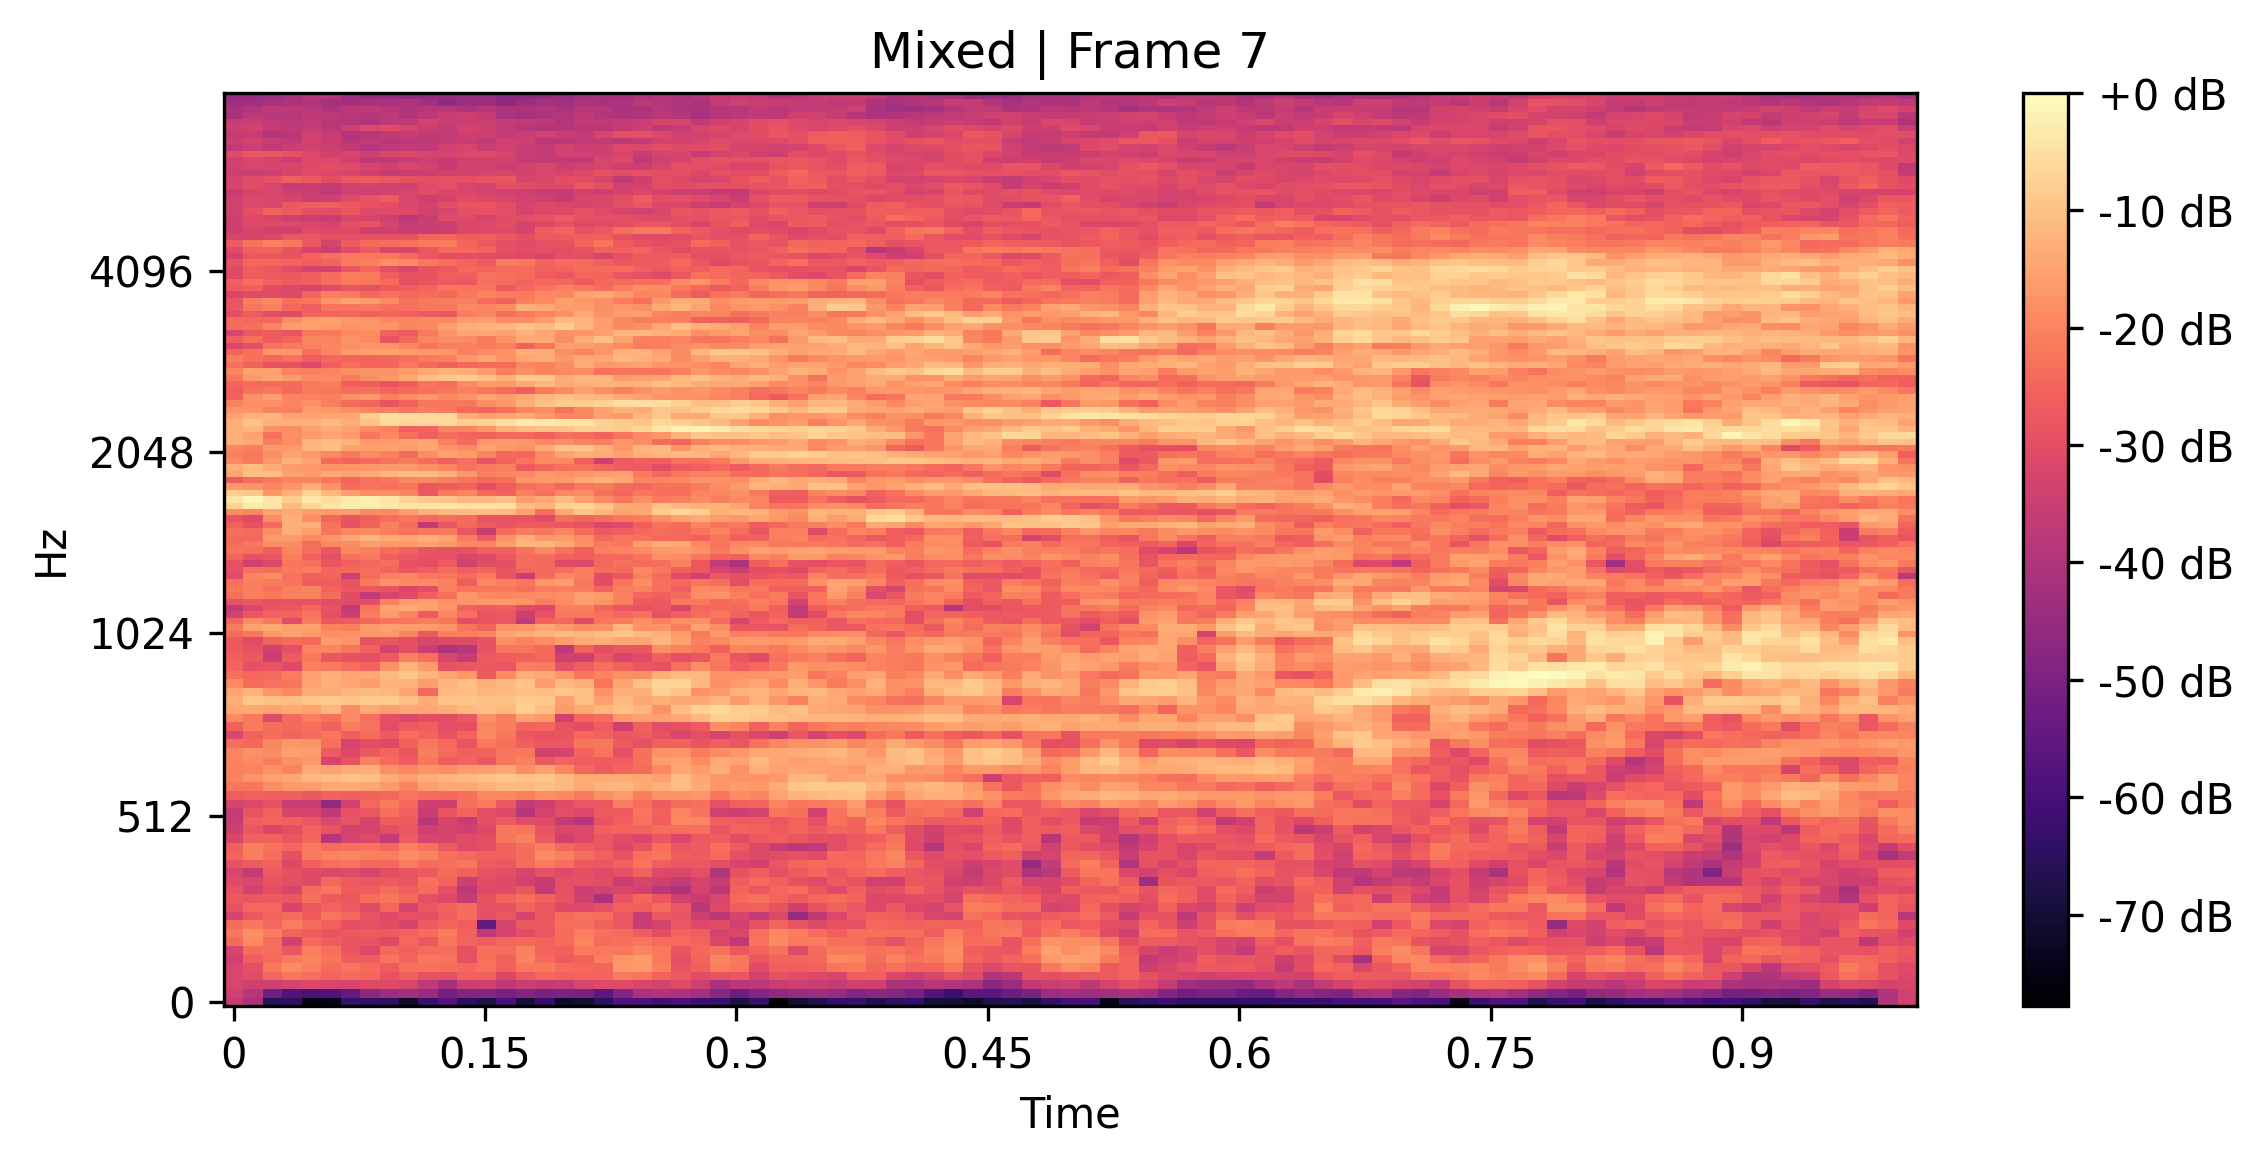 Mixed | Frame 7
+0 dB
-10 dB
-20 dB
-30 dB
-40 dB
-50 dB
-60 dB
-70 dB
Hz
4096
2048
1024
512
0
0 0.15 0.3 0.45 0.6 0.75 0.9
Time